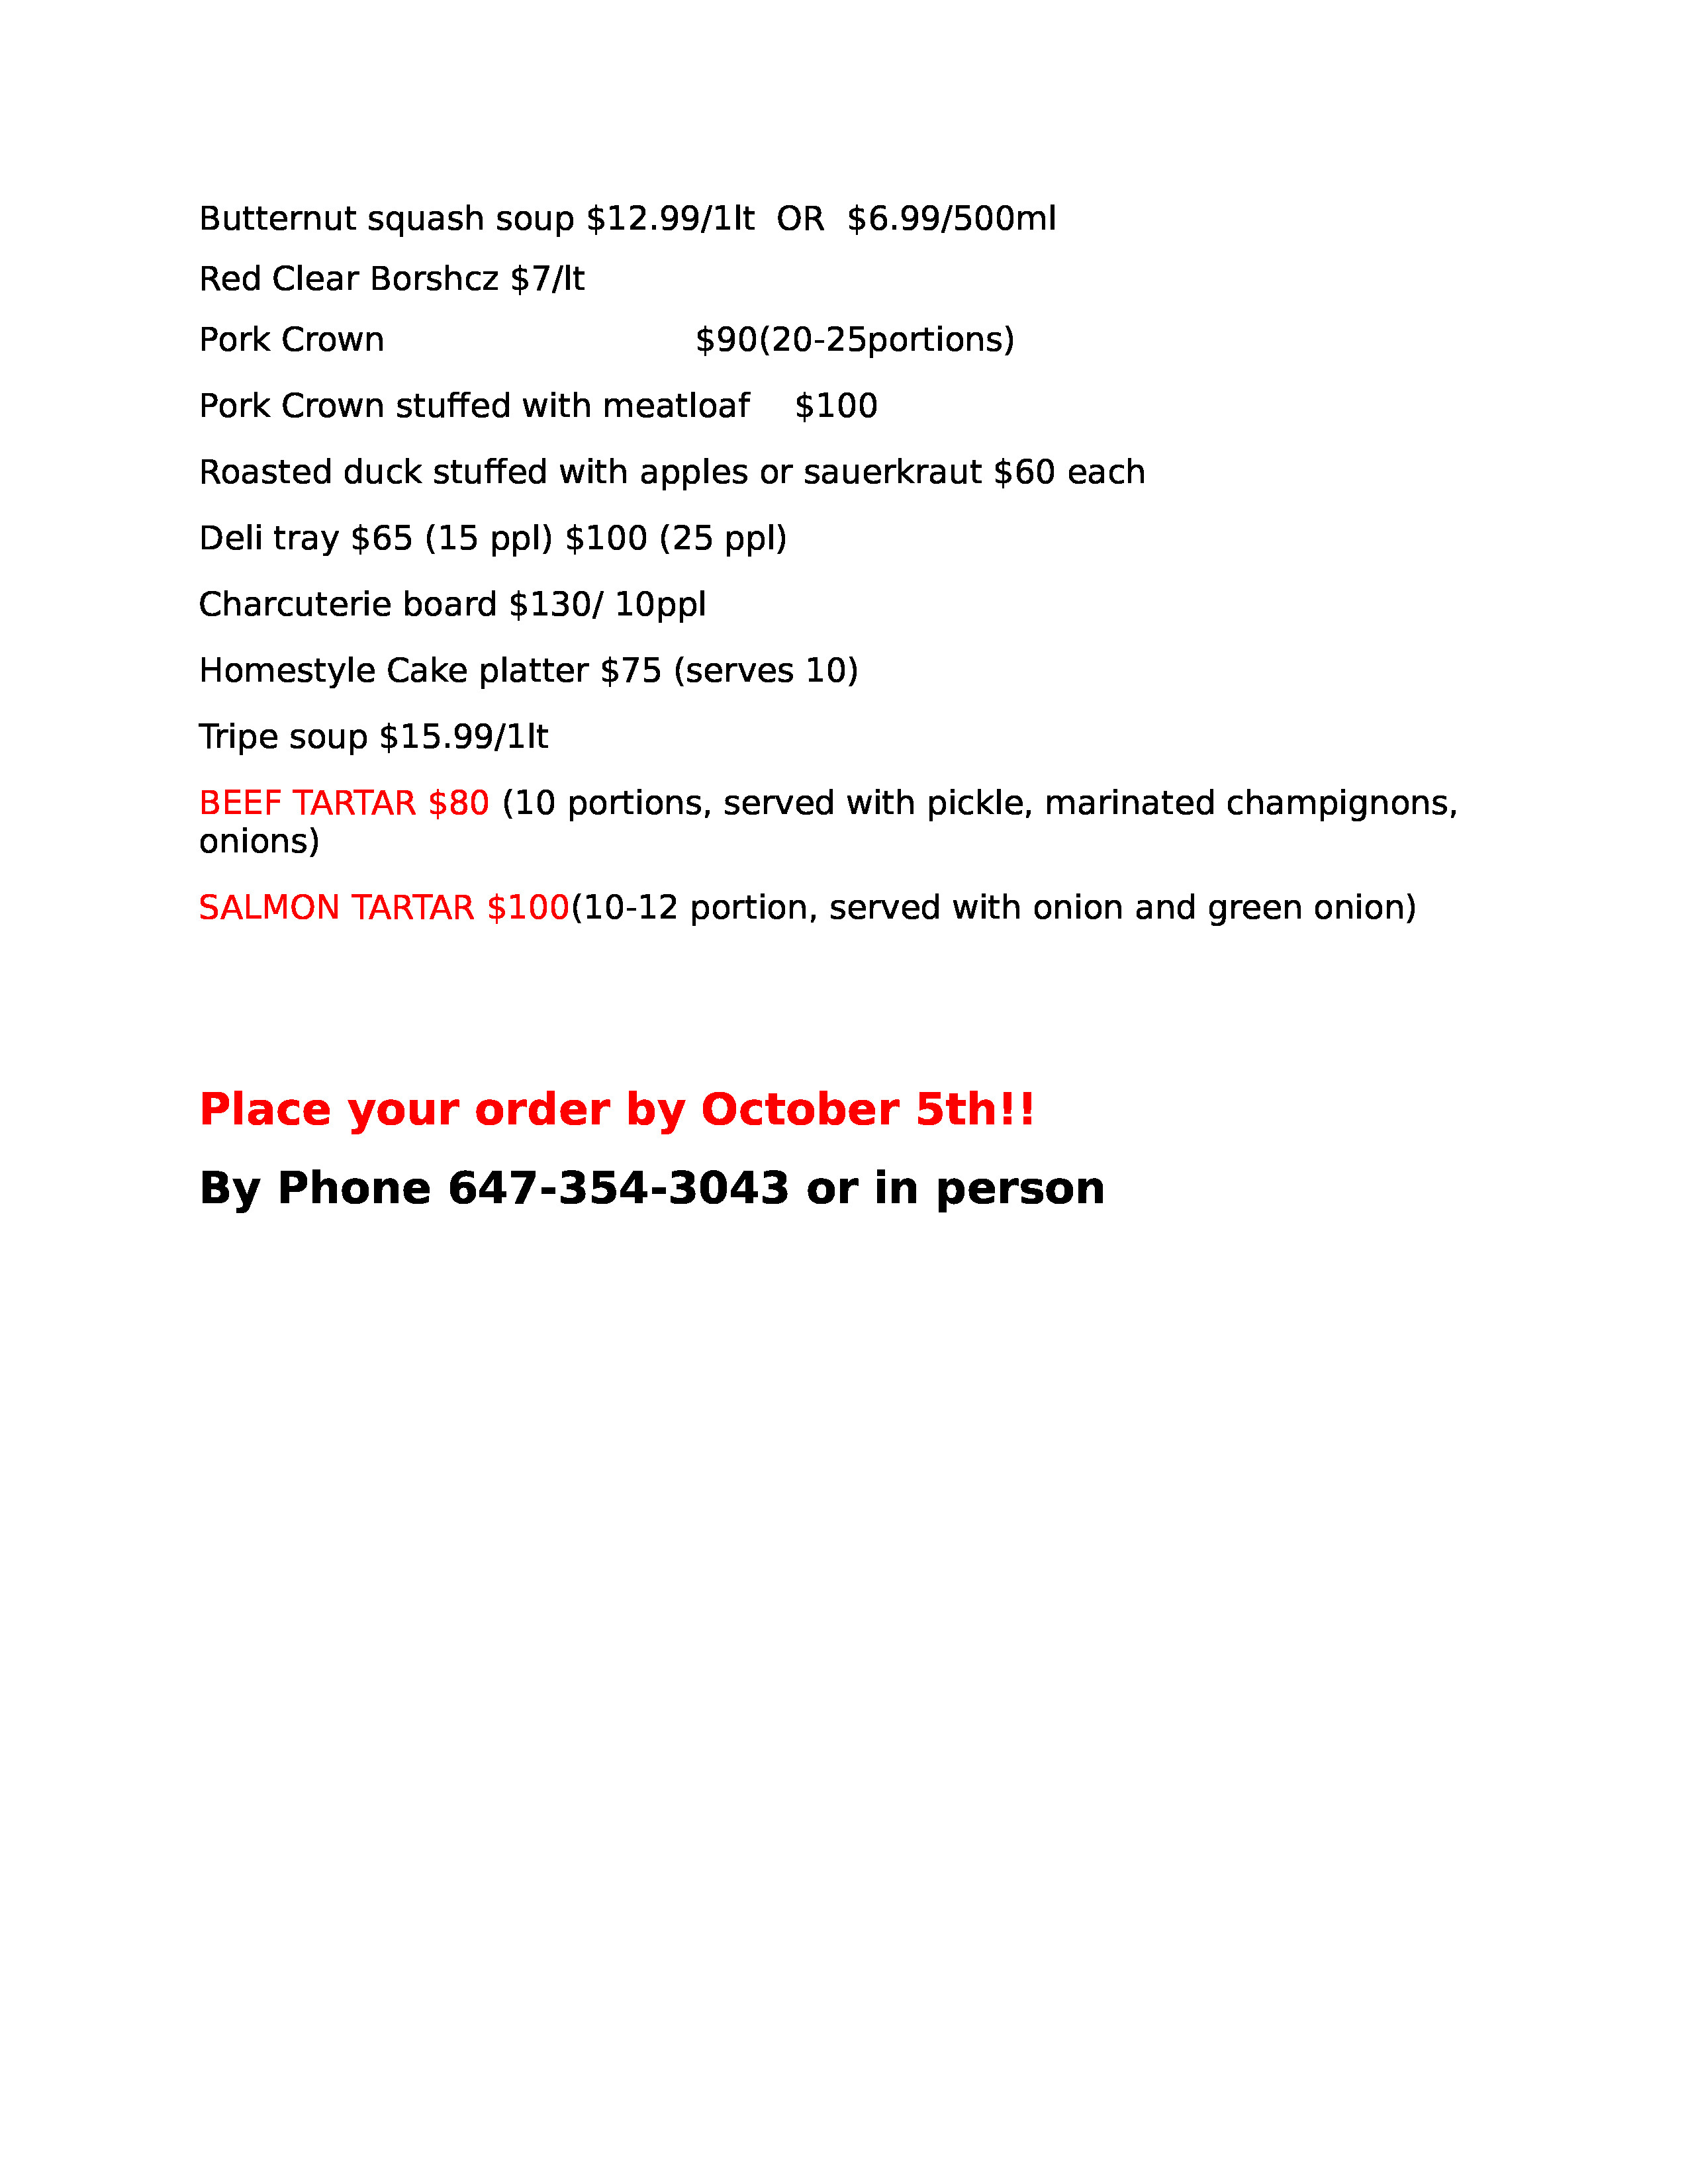 Butternut squash soup $12.99/1lt  OR  $6.99/500ml
Red Clear Borshcz $7/lt
Pork Crown $90(20-25portions)
Pork Crown stuffed with meatloaf $100
Roasted duck stuffed with apples or sauerkraut $60 each
Deli tray $65 (15 ppl) $100 (25 ppl)
Charcuterie board $130/ 10ppl
Homestyle Cake platter $75 (serves 10)
Tripe soup $15.99/1lt
BEEF TARTAR $80 (10 portions, served with pickle, marinated champignons,
onions)
SALMON TARTAR $100(10-12 portion, served with onion and green onion)
Place your order by October 5th!!
By Phone 647-354-3043 or in person